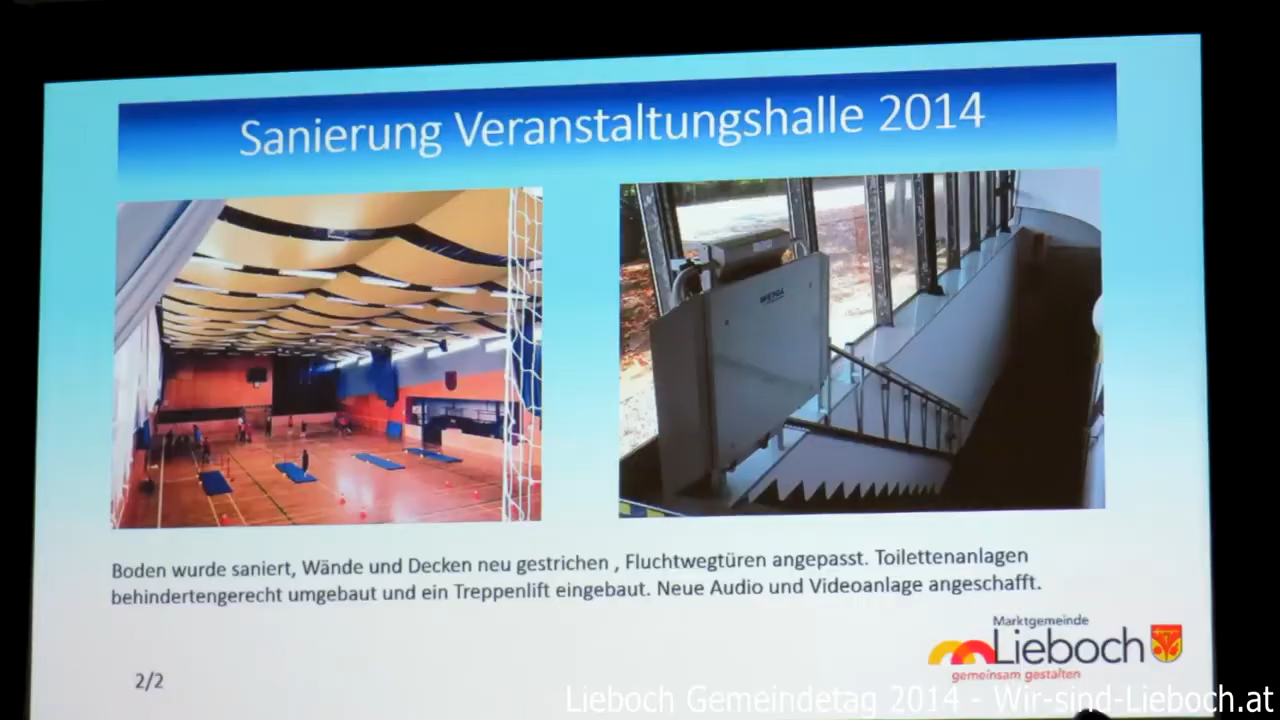 Sanierung Veranstaltungshalle 2014
Boden wurde saniert, Wände und Decken neu gestrichen , Fluchtwegtüren angepasst. Toilettenanlagen
behindertengerecht umgebaut und ein Treppenlift eingebaut. Neue Audio und Videoanlage angeschafft.
Marktgemeinde
Lieboch
gemeinsam gestalten
2/2
Lieboch Gemeindetag 2014 - Wir-sind-Lieboch.at